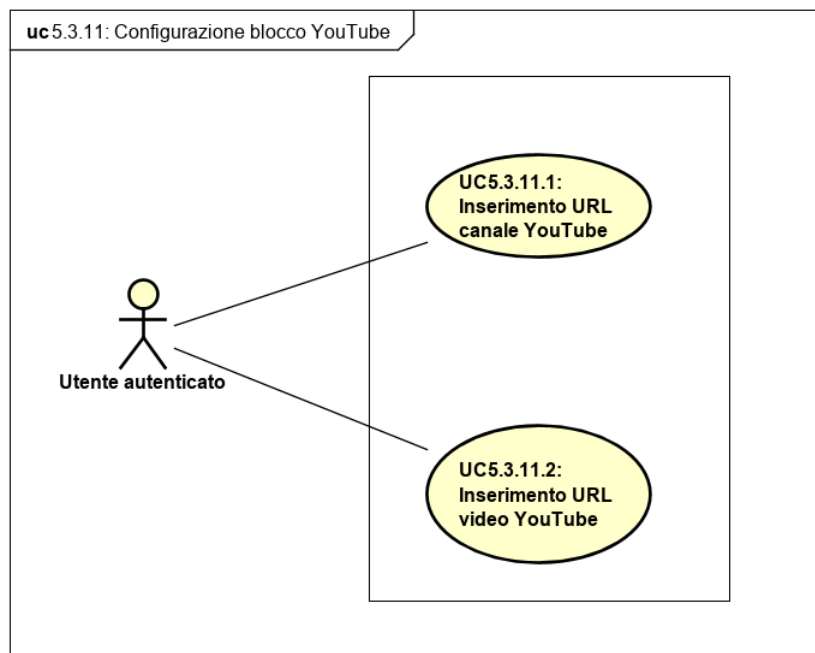 uc 5.3.11: Configurazione blocco YouTube
UC5.3.11.1:
Inserimento URL
canale YouTube
Utente autenticato
UC5.3.11.2:
Inserimento URL
video YouTube